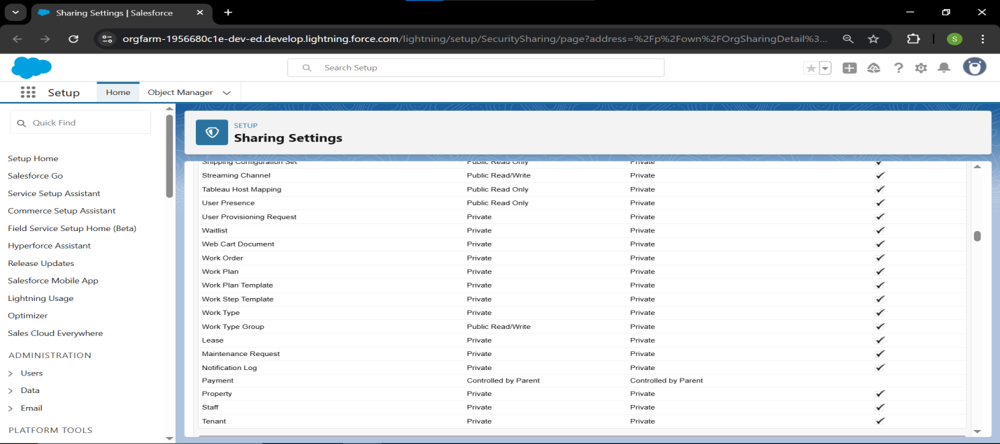 Sharing Settings | Salesforce
orgfarm-1956680c1e-dev-ed.develop.lightning.force.com/lightning/setup/SecuritySharing/page?address=%2Fp%2Fown%2FOrgSharingDetail%3...
S
Search Setup
Setup Home Object Manager
Quick Find
Setup Home
Salesforce Go
Service Setup Assistant
Commerce Setup Assistant
Field Service Setup Home (Beta)
Hyperforce Assistant
Release Updates
Salesforce Mobile App
Lightning Usage
Optimizer
Sales Cloud Everywhere
ADMINISTRATION
Users
Data
Email
PLATFORM TOOLS
SETUP
Sharing Settings
Shipping Configuration Set Public Read Only Private
Streaming Channel Public Read/Write Private
Tableau Host Mapping Public Read Only Private
User Presence Public Read Only Private
User Provisioning Request Private Private
Waitlist Private Private
Web Cart Document Private Private
Work Order Private Private
Work Plan Private Private
Work Plan Template Private Private
Work Step Template Private Private
Work Type Private Private
Work Type Group Public Read/Write Private
Lease Private Private
Maintenance Request Private Private
Notification Log Private Private
Payment Controlled by Parent Controlled by Parent
Property Private Private
Staff Private Private
Tenant Private Private